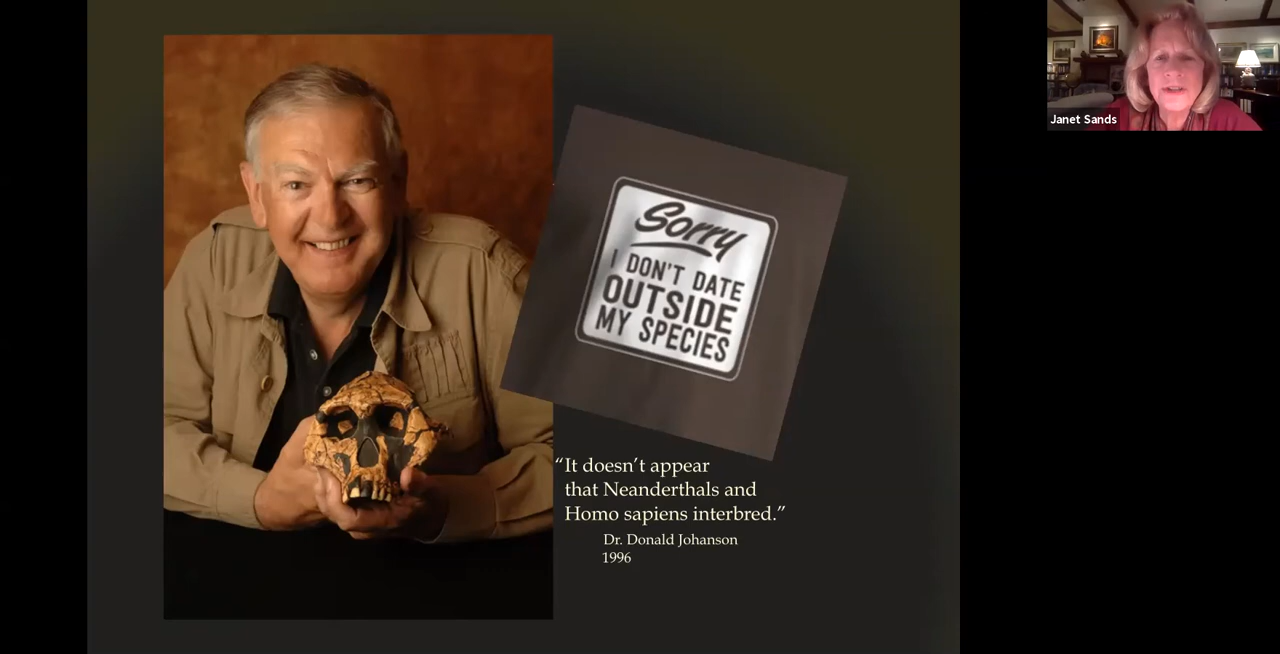 Sorry
I DON'T DATE
OUTSIDE
MY SPECIES
“It doesn’t appear
that Neanderthals and
Homo sapiens interbred.”
Dr. Donald Johanson
1996
Janet Sands